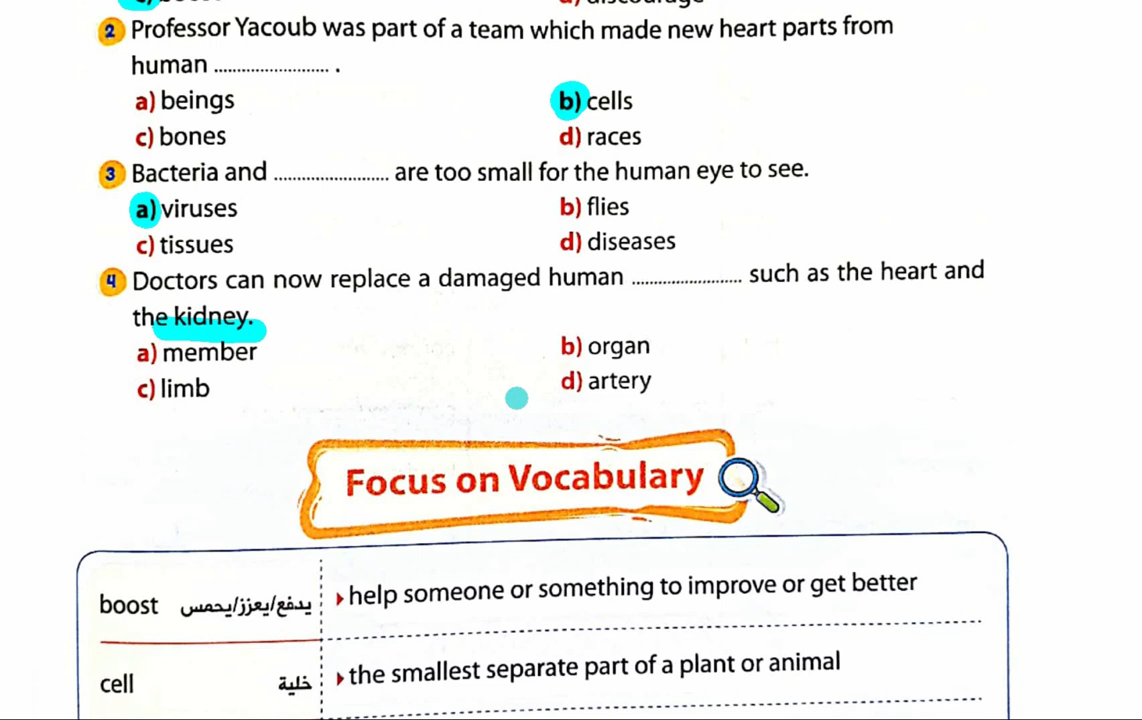 2 Professor Yacoub was part of a team which made new heart parts from
human ........................ .
a) beings b) cells
c) bones d) races
3 Bacteria and ........................ are too small for the human eye to see.
a) viruses b) flies
c) tissues d) diseases
4 Doctors can now replace a damaged human ........................ such as the heart and
the kidney.
a) member b) organ
c) limb d) artery
Focus on Vocabulary
boost يدفع/يعزز/يحمس help someone or something to improve or get better
cell خلية the smallest separate part of a plant or animal